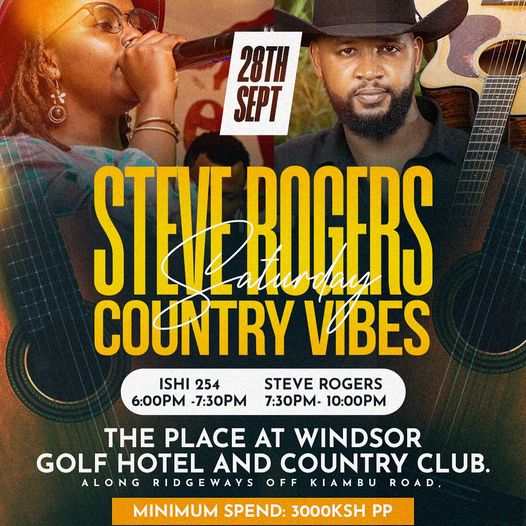 28TH
SEPT
STEVE ROGERS
Saturday
COUNTRY VIBES
ISHI 254
6:00PM -7:30PM
STEVE ROGERS
7:30PM- 10:00PM
THE PLACE AT WINDSOR
GOLF HOTEL AND COUNTRY CLUB.
ALONG RIDGEWAYS OFF KIAMBU ROAD,
MINIMUM SPEND: 3000KSH PP